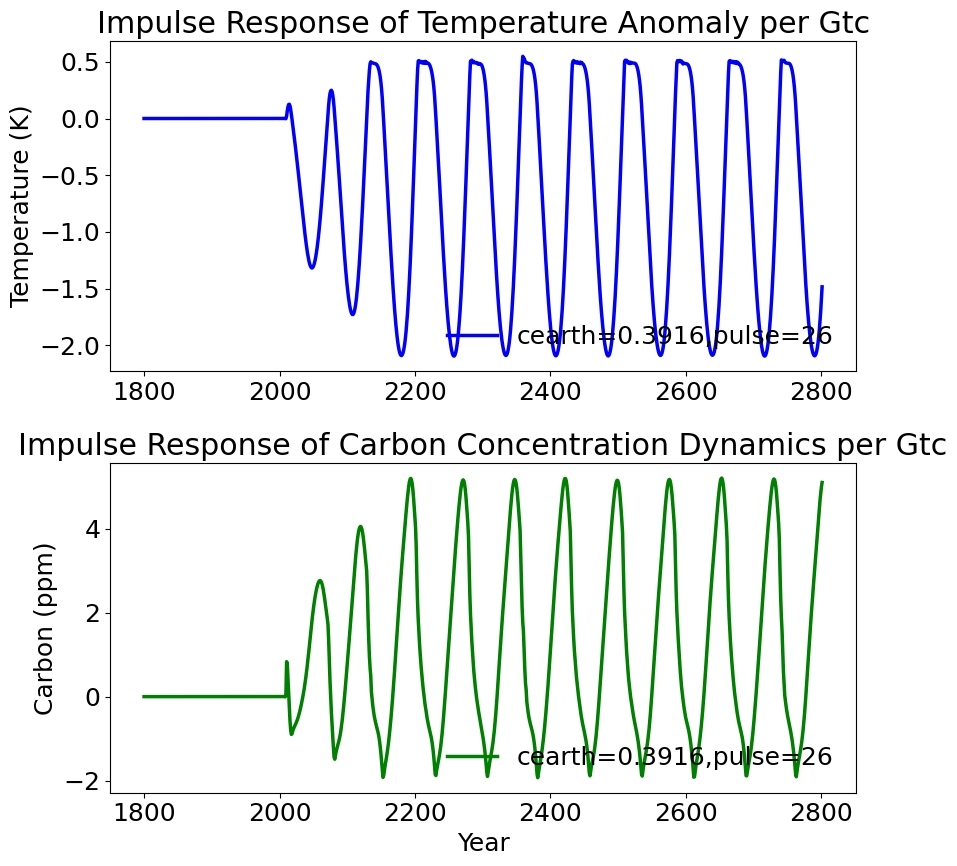 Impulse Response of Temperature Anomaly per Gtc
0.5
0.0
−0.5
−1.0
−1.5
−2.0
Temperature (K)
cearth=0.3916,pulse=26
1800 2000 2200 2400 2600 2800
Impulse Response of Carbon Concentration Dynamics per Gtc
4
2
0
−2
Carbon (ppm)
cearth=0.3916,pulse=26
1800 2000 2200 2400 2600 2800
Year